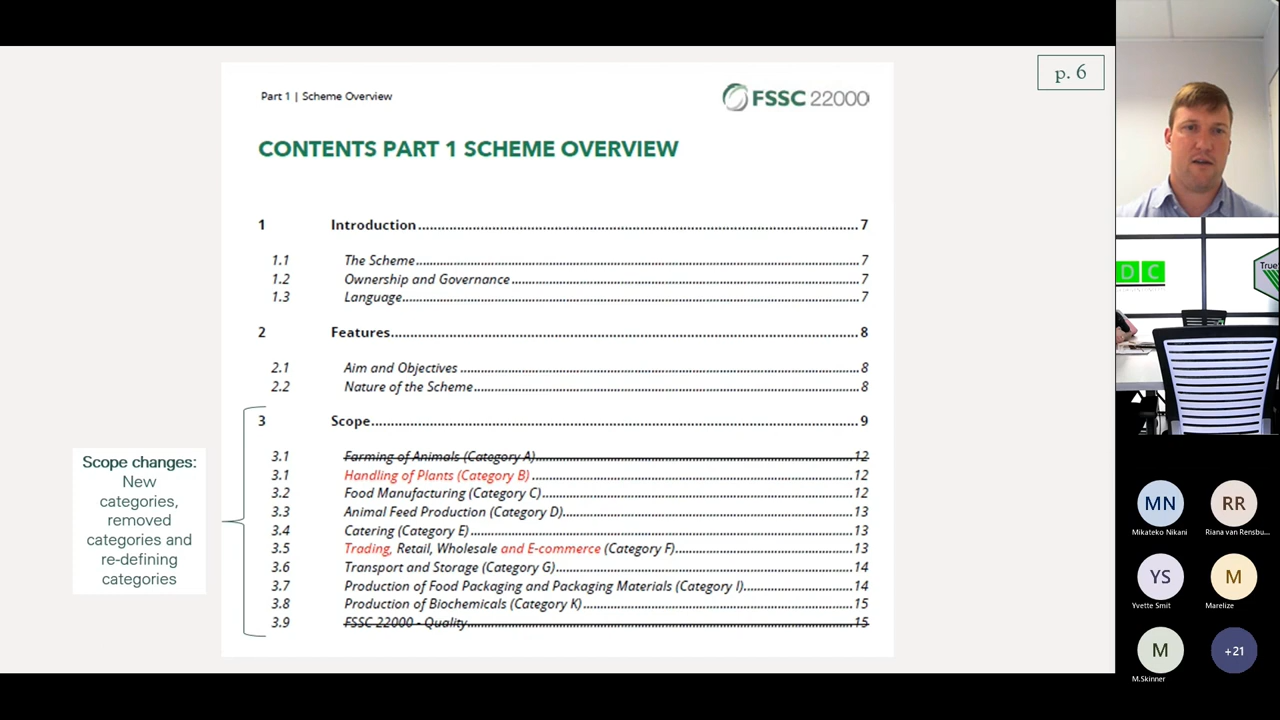 p. 6
Part 1 | Scheme Overview
FSSC 22000
CONTENTS PART 1 SCHEME OVERVIEW
1 Introduction 7
1.1 The Scheme 7
1.2 Ownership and Governance 7
1.3 Language 7
2 Features 8
2.1 Aim and Objectives 8
2.2 Nature of the Scheme 8
3 Scope 9
3.1 Farming of Animals (Category A) 12
3.1 Handling of Plants (Category B) 12
3.2 Food Manufacturing (Category C) 12
3.3 Animal Feed Production (Category D) 13
3.4 Catering (Category E) 13
3.5 Trading, Retail, Wholesale and E-commerce (Category F) 13
3.6 Transport and Storage (Category G) 14
3.7 Production of Food Packaging and Packaging Materials (Category I) 14
3.8 Production of Biochemicals (Category K) 15
3.9 FSSC 22000 - Quality 15
Scope changes:
New
categories,
removed
categories and
re-defining
categories
DC
True
MN
Mikateko Nikani
RR
Riana van Rensbu...
YS
Yvette Smit
M
Marelize
M
M.Skinner
+21